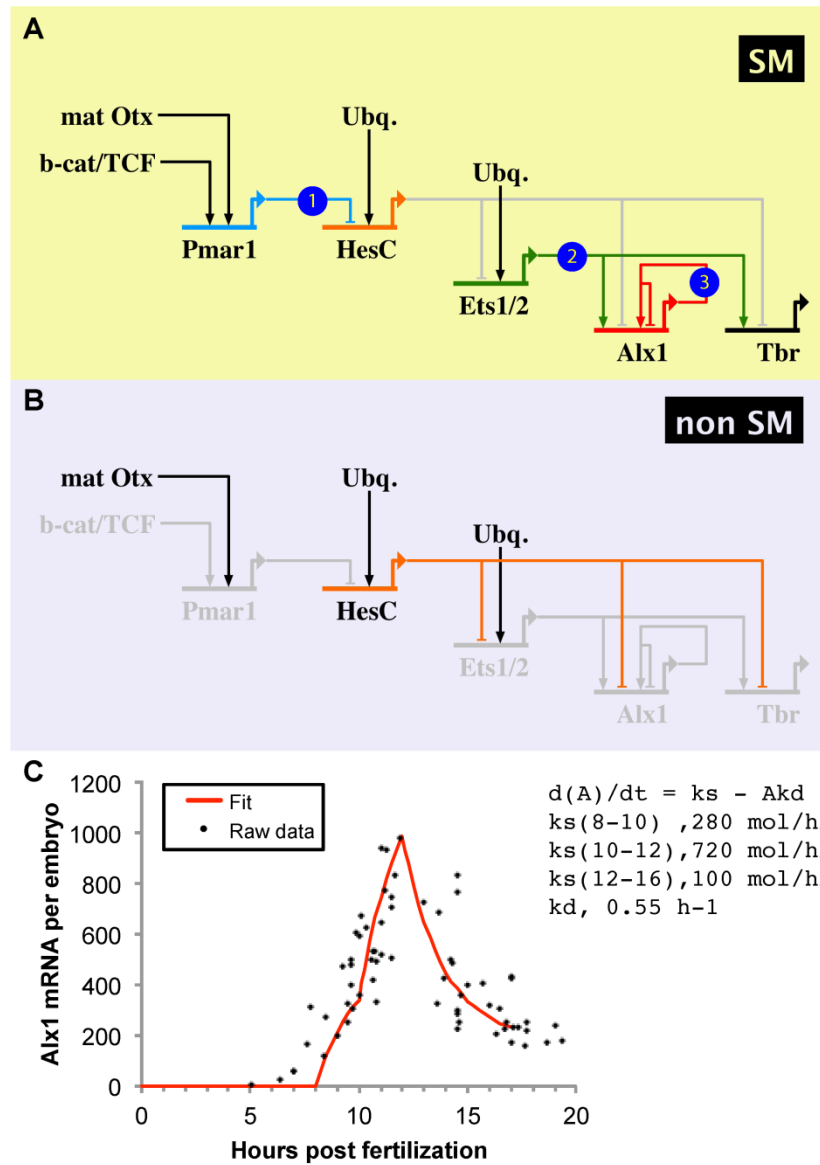 A
SM
mat Otx
Ubq.
b-cat/TCF
Ubq.
1
Pmar1
HesC
2
3
Ets1/2
Alx1
Tbr
B
non SM
mat Otx
Ubq.
b-cat/TCF
Ubq.
Pmar1
HesC
Ets1/2
Alx1
Tbr
C
1200
1000
800
600
400
200
0
Alx1 mRNA per embryo
Fit
Raw data
d(A)/dt = ks - Akd
ks(8-10) ,280 mol/h
ks(10-12),720 mol/h
ks(12-16),100 mol/h
kd, 0.55 h-1
0 5 10 15 20
Hours post fertilization